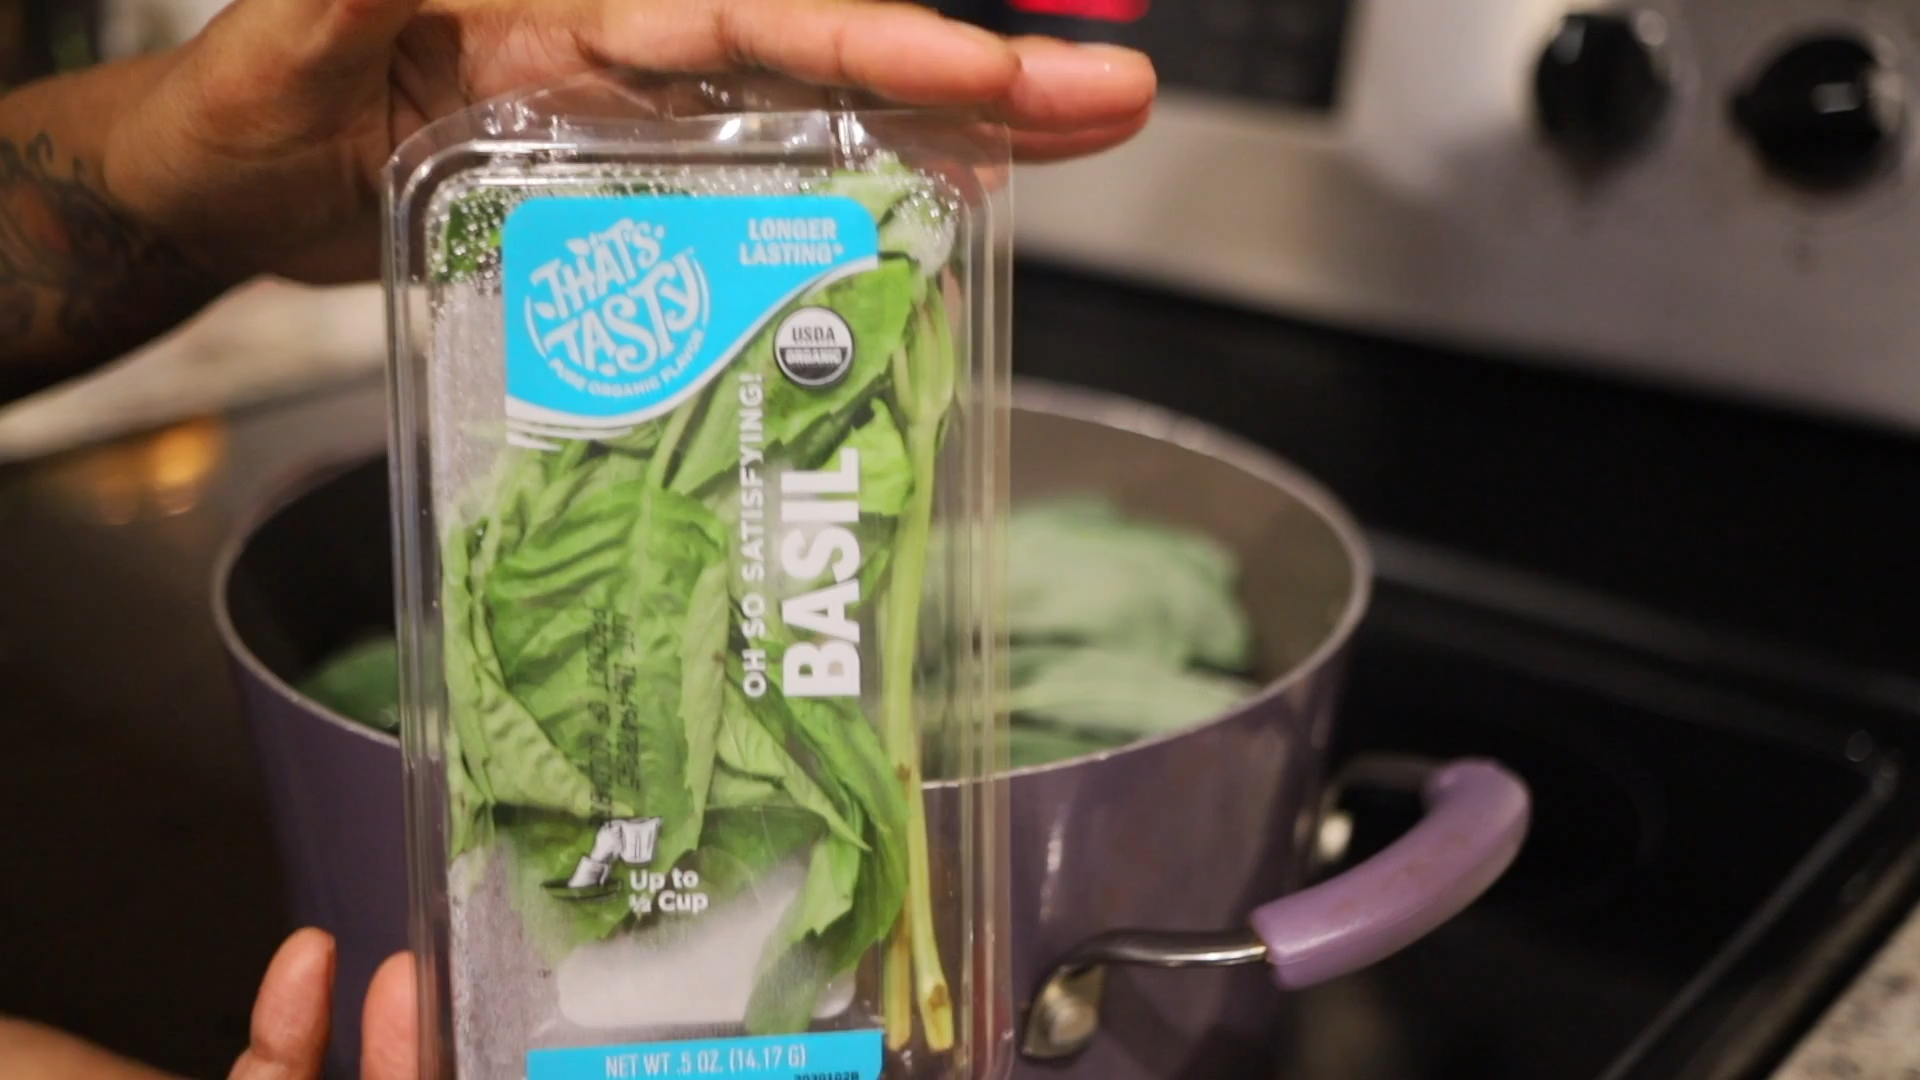 THAT'S
TASTY
PURE ORGANIC FLAVOR
LONGER
LASTING*
USDA
ORGANIC
OH SO SATISFYING!
BASIL
Up to
½ Cup
NET WT .5 OZ. (14.17 G)